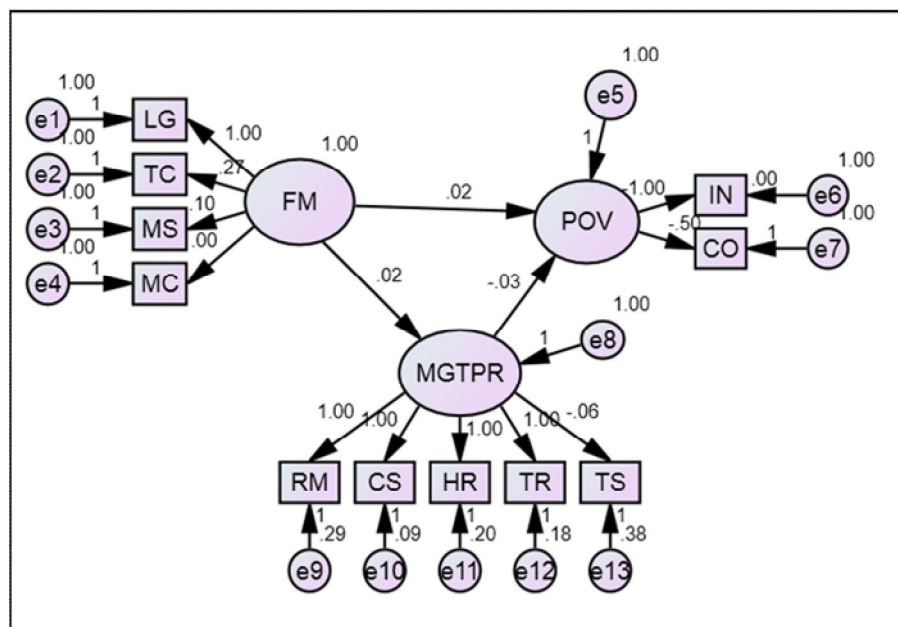 1.00
1.00
e5
1.00
e1 1 LG
1.00
1.00
1
1.00
e2 1 TC
.27
FM
.02
POV
-1.00
IN
.00
e6
1.00
e3 1 MS
.10
-.50
1.00
.00
CO
1
e7
e4 1 MC
.02
-.03
1.00
1
e8
MGTPR
1.00
1.00
1.00
1.00
-.06
RM CS HR TR TS
1 1 1 1 1
.29 .09 .20 .18 .38
e9 e10 e11 e12 e13